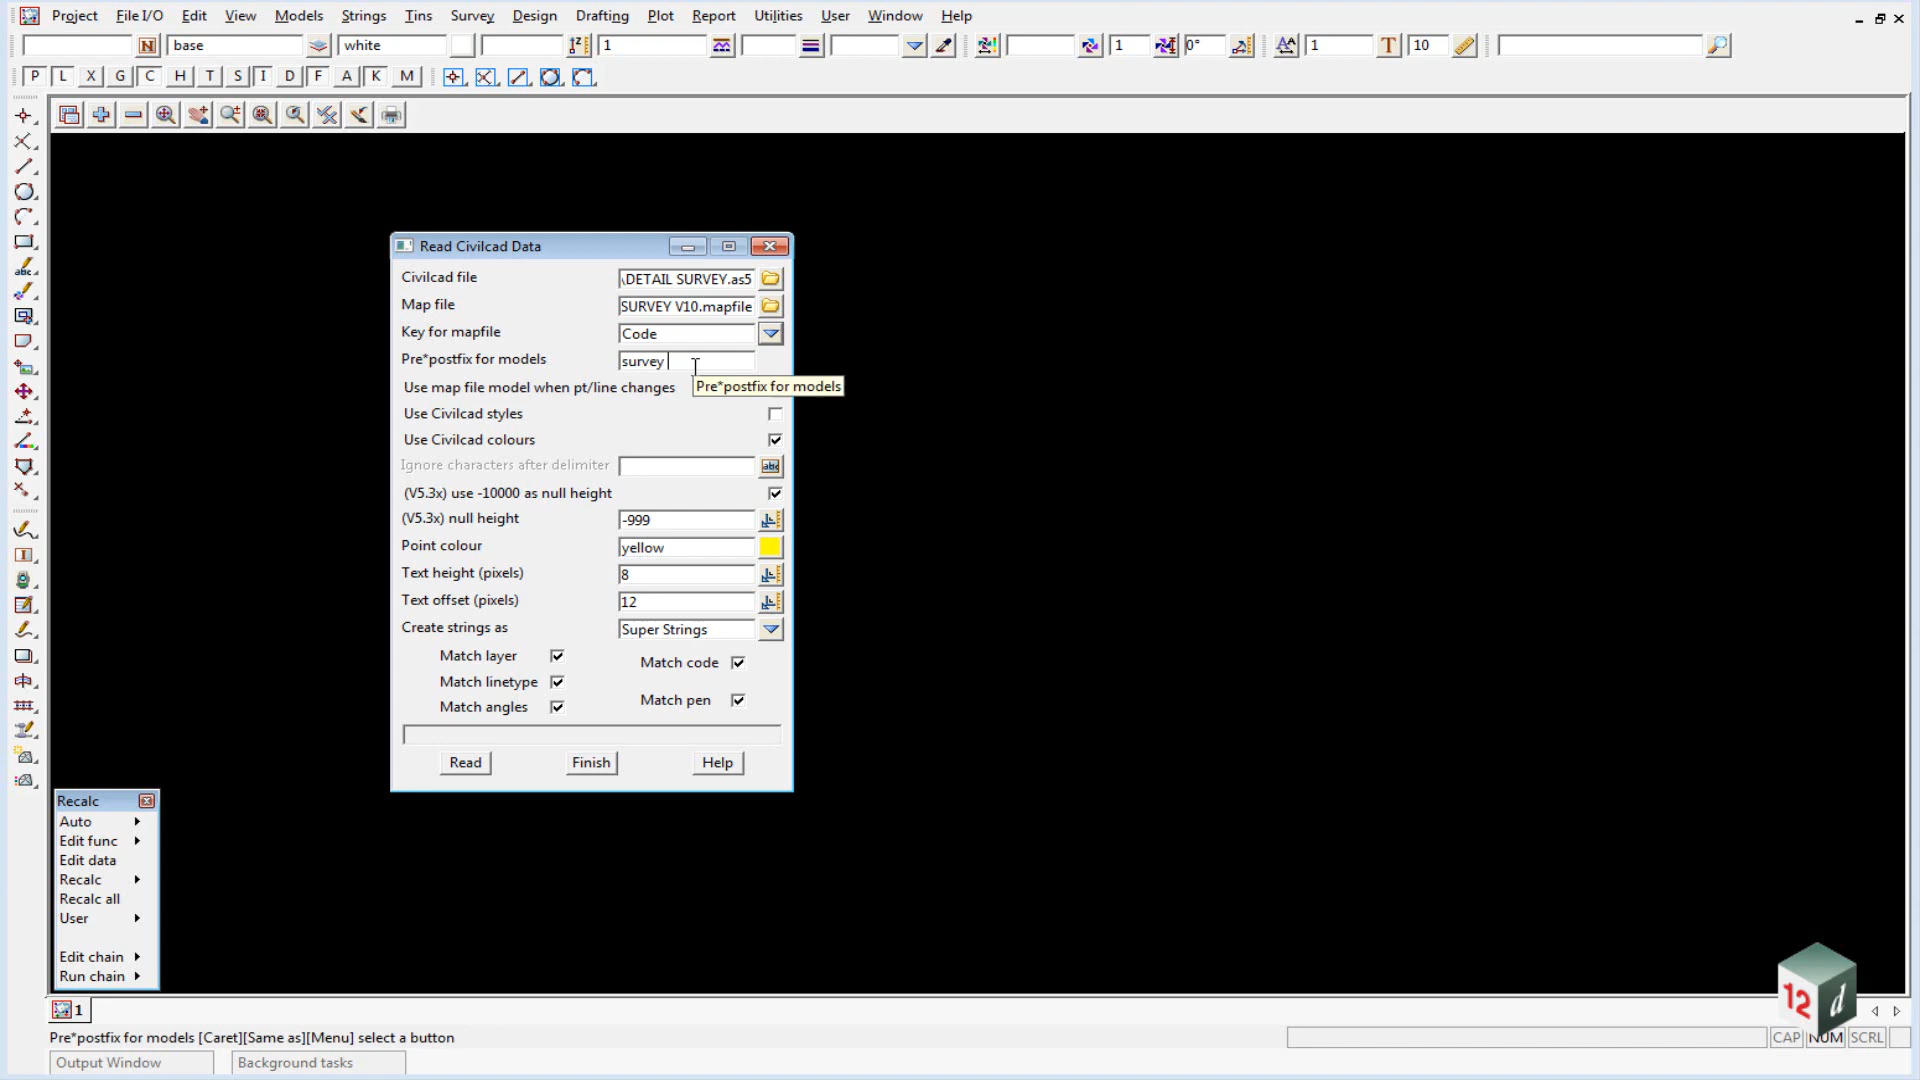 Project File I/O Edit View Models Strings Tins Survey Design Drafting Plot Report Utilities User Window Help
N base white 1 1 0° 1 T 10
P L X G C H T S I D F A K M
Read Civilcad Data
Civilcad file \DETAIL SURVEY.as5
Map file SURVEY V10.mapfile
Key for mapfile Code
Pre*postfix for models survey
Use map file model when pt/line changes
Pre*postfix for models
Use Civilcad styles
Use Civilcad colours
Ignore characters after delimiter abc
(V5.3x) use -10000 as null height
(V5.3x) null height -999
Point colour yellow
Text height (pixels) 8
Text offset (pixels) 12
Create strings as Super Strings
Match layer Match code
Match linetype
Match angles Match pen
Read Finish Help
Recalc
Auto
Edit func
Edit data
Recalc
Recalc all
User
Edit chain
Run chain
12 d
1
Pre*postfix for models [Caret][Same as][Menu] select a button CAP NUM SCRL
Output Window Background tasks